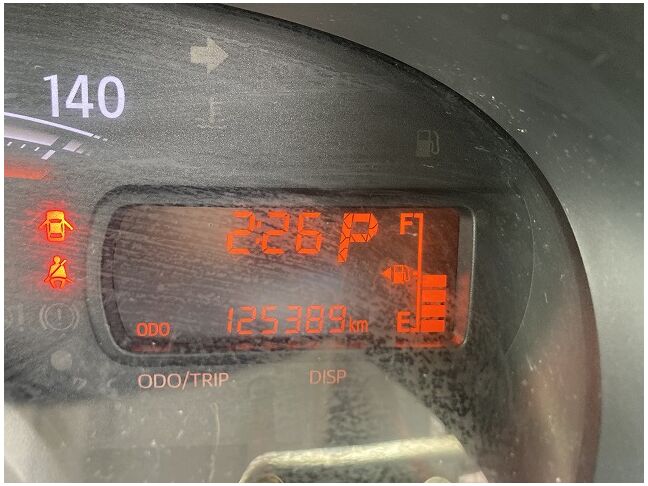 140
2:26 P F
E
ODO 125389 km
ODO/TRIP DISP